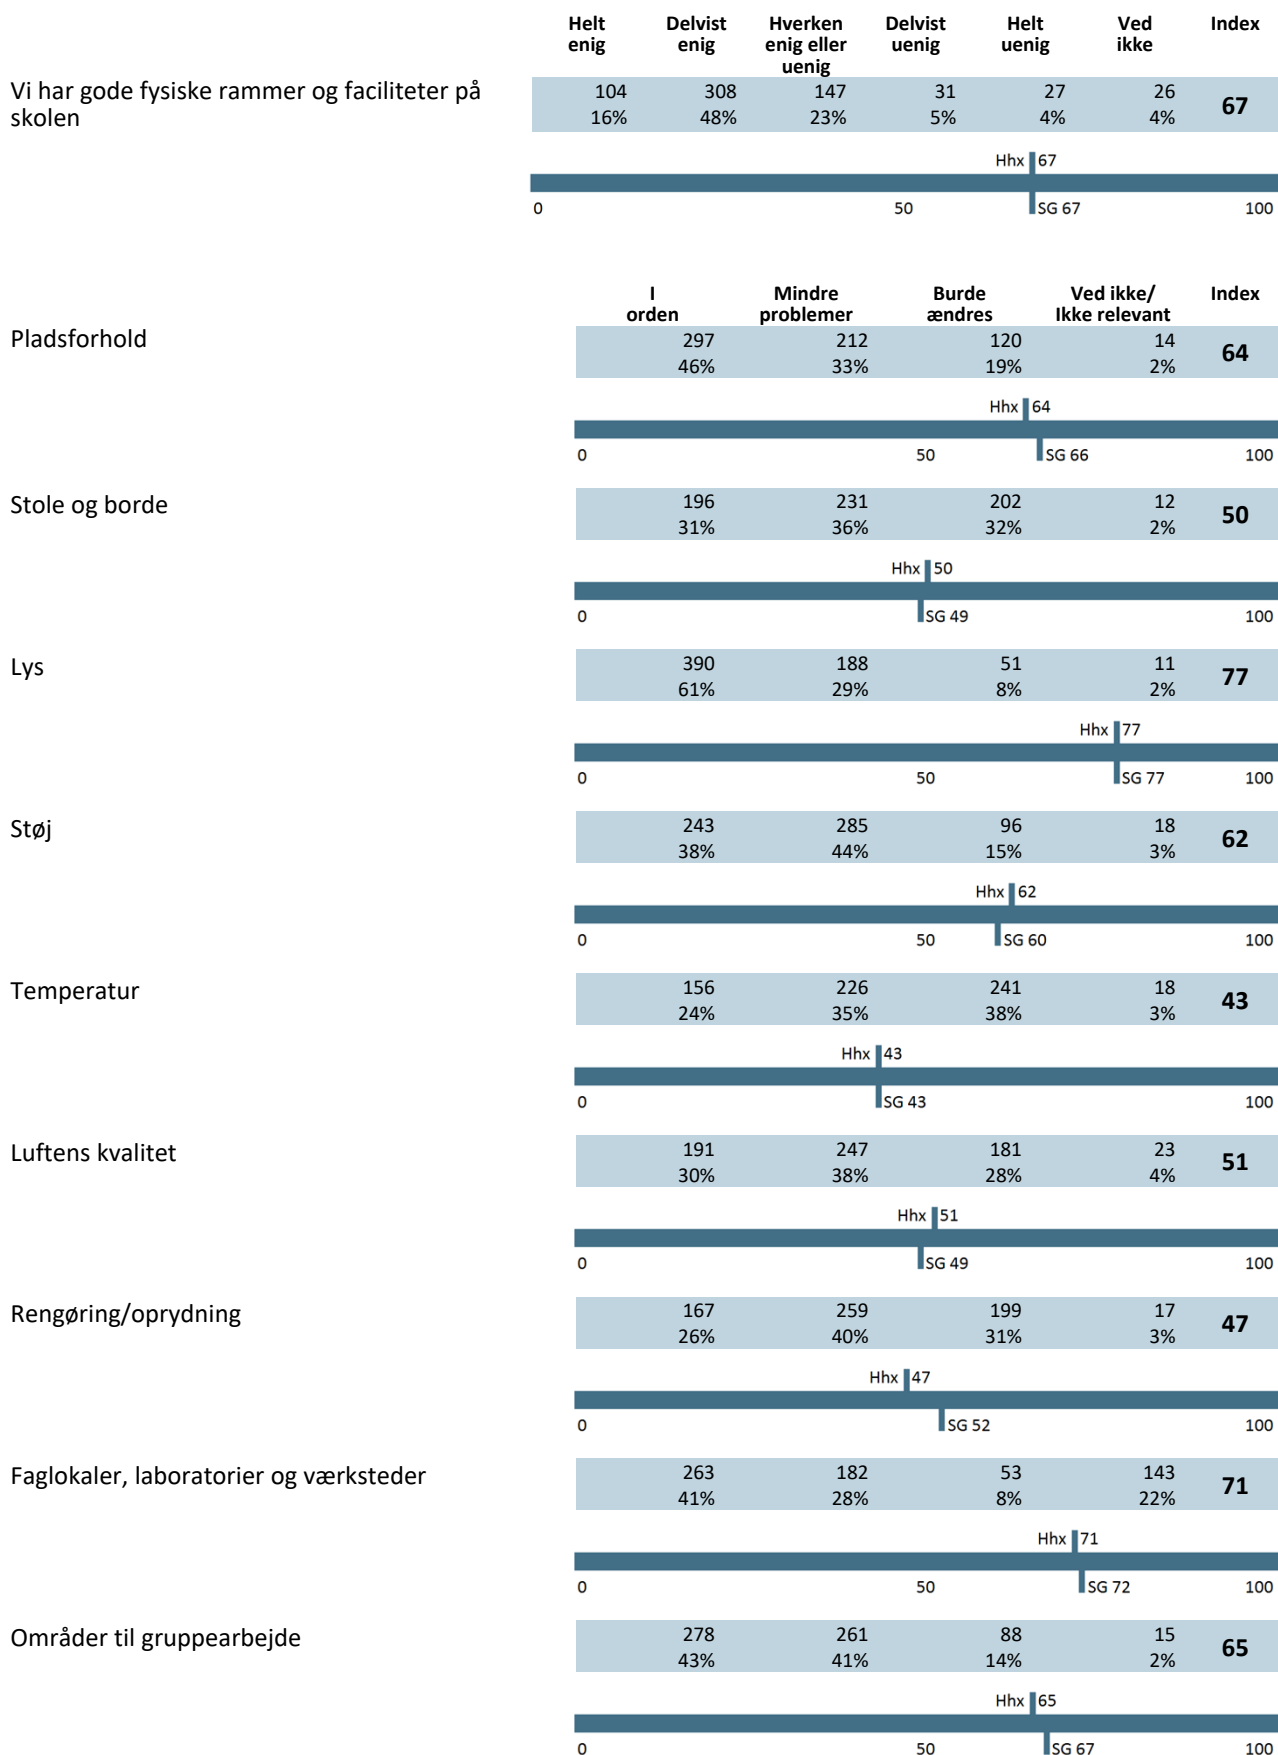 Helt Delvist Hverken Delvist Helt Ved Index
enig enig enig eller uenig uenig ikke
uenig
Vi har gode fysiske rammer og faciliteter på 104 308 147 31 27 26 67
skolen 16% 48% 23% 5% 4% 4%
Hhx 67
0 50 SG 67 100
I Mindre Burde Ved ikke/ Index
orden problemer ændres Ikke relevant
Pladsforhold 297 212 120 14 64
46% 33% 19% 2%
Hhx 64
0 50 SG 66 100
Stole og borde 196 231 202 12 50
31% 36% 32% 2%
Hhx 50
0 SG 49 100
Lys 390 188 51 11 77
61% 29% 8% 2%
Hhx 77
0 50 SG 77 100
Støj 243 285 96 18 62
38% 44% 15% 3%
Hhx 62
0 50 SG 60 100
Temperatur 156 226 241 18 43
24% 35% 38% 3%
Hhx 43
0 SG 43 100
Luftens kvalitet 191 247 181 23 51
30% 38% 28% 4%
Hhx 51
0 SG 49 100
Rengøring/oprydning 167 259 199 17 47
26% 40% 31% 3%
Hhx 47
0 SG 52 100
Faglokaler, laboratorier og værksteder 263 182 53 143 71
41% 28% 8% 22%
Hhx 71
0 50 SG 72 100
Områder til gruppearbejde 278 261 88 15 65
43% 41% 14% 2%
Hhx 65
0 50 SG 67 100